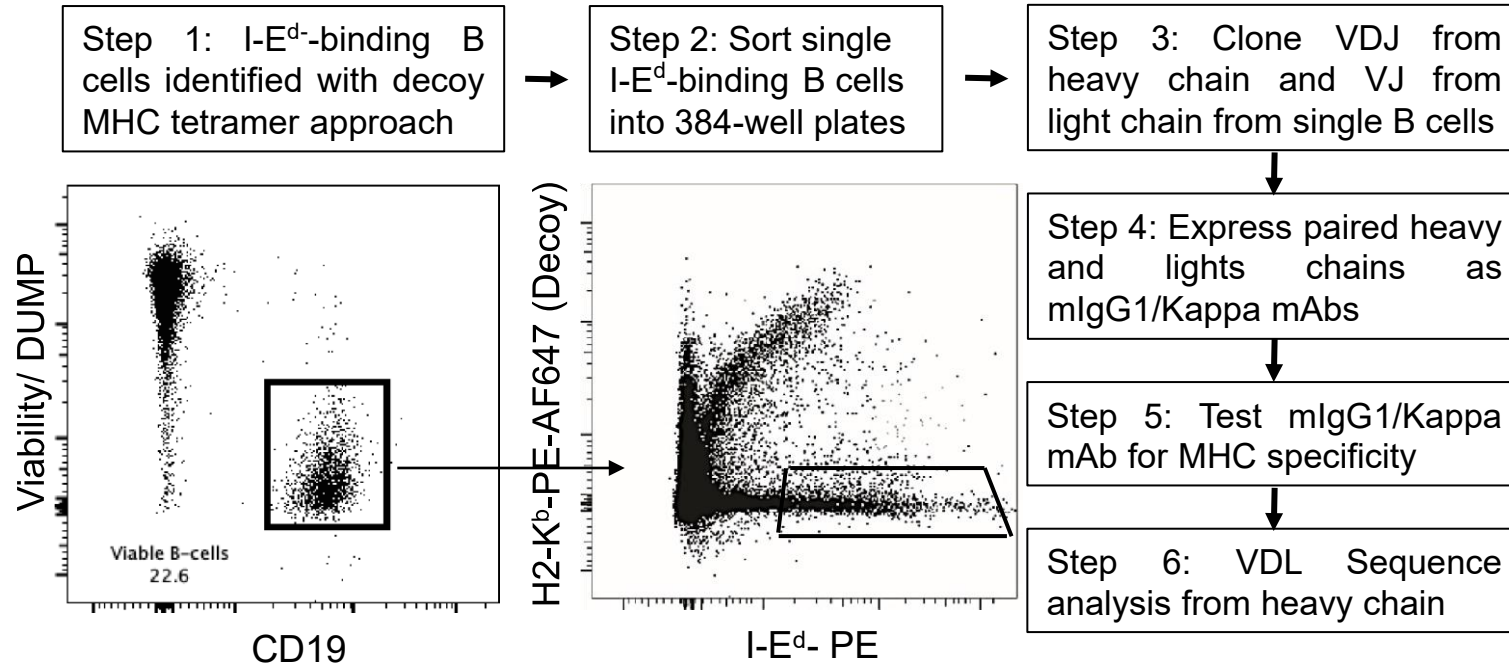 Step 1: I-Eᵈ⁻-binding B
cells identified with decoy
MHC tetramer approach
Step 2: Sort single
I-Eᵈ-binding B cells
into 384-well plates
Step 3: Clone VDJ from
heavy chain and VJ from
light chain from single B cells
Step 4: Express paired heavy
and lights chains as
mIgG1/Kappa mAbs
Step 5: Test mIgG1/Kappa
mAb for MHC specificity
Step 6: VDL Sequence
analysis from heavy chain
Viability/ DUMP
Viable B-cells
22.6
CD19
H2-Kᵇ-PE-AF647 (Decoy)
I-Eᵈ- PE